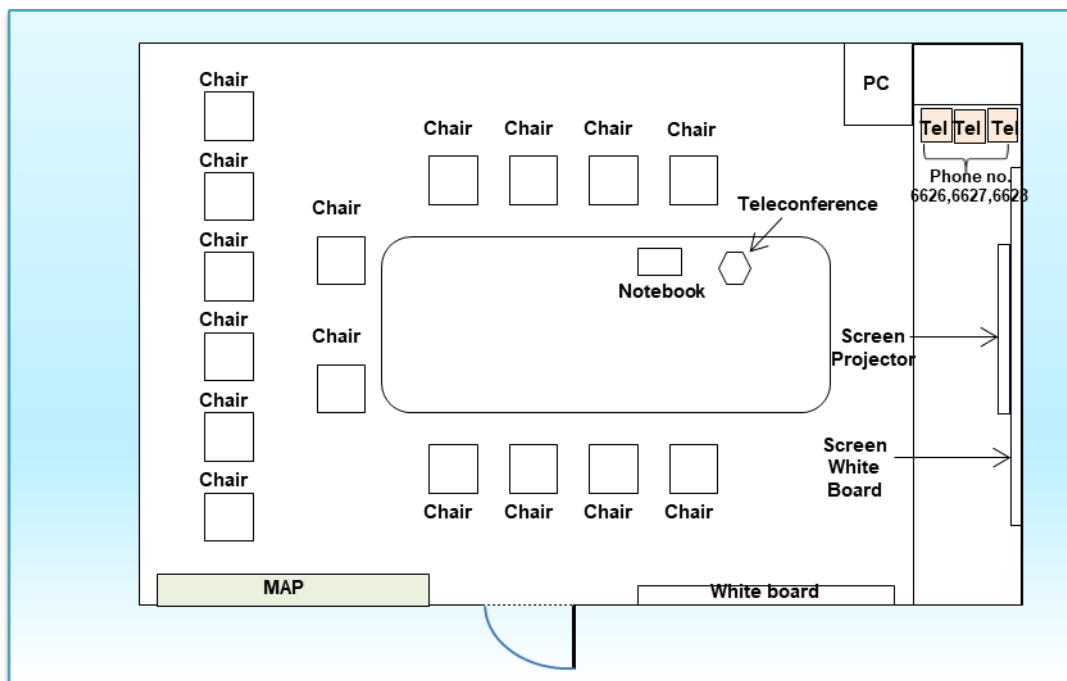 Chair
PC
Chair Chair Chair Chair
Tel Tel Tel
Chair
Phone no.
6626,6627,
Chair
Teleconference
Chair
Notebook
Chair
Chair
Screen
Projector
Chair
Screen
White
Board
Chair
Chair Chair Chair Chair
MAP
White board